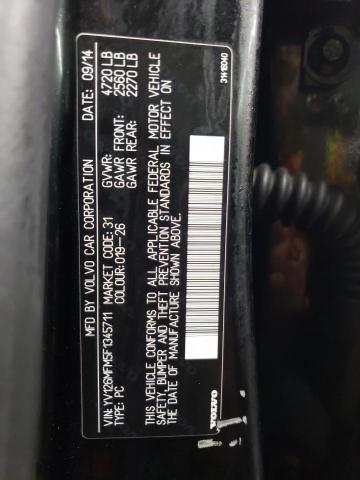 MFD BY VOLVO CAR CORPORATION DATE: 09/14
GVWR: 4720 LB
GAWR FRONT: 2560 LB
GAWR REAR: 2270 LB
VIN: YV126MFM5F1345711 MARKET CODE: 31
TYPE: PC COLOUR: 019-26
THIS VEHICLE CONFORMS TO ALL APPLICABLE FEDERAL MOTOR VEHICLE
SAFETY, BUMPER AND THEFT PREVENTION STANDARDS IN EFFECT ON
THE DATE OF MANUFACTURE SHOWN ABOVE.
VOLVO